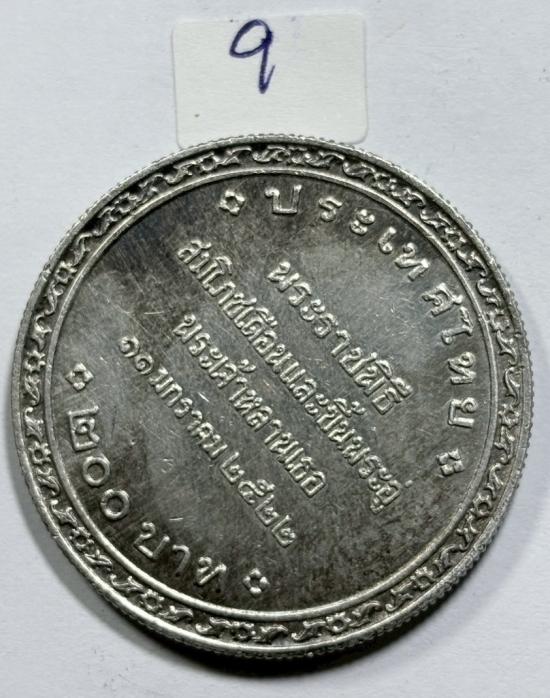 9
ประเทศไทย
พระราชพิธี
สมโภชเดือนและขึ้นพระอู่
พระเจ้าหลานเธอ
๑๑ มกราคม ๒๕๒๒
๒๐๐ บาท